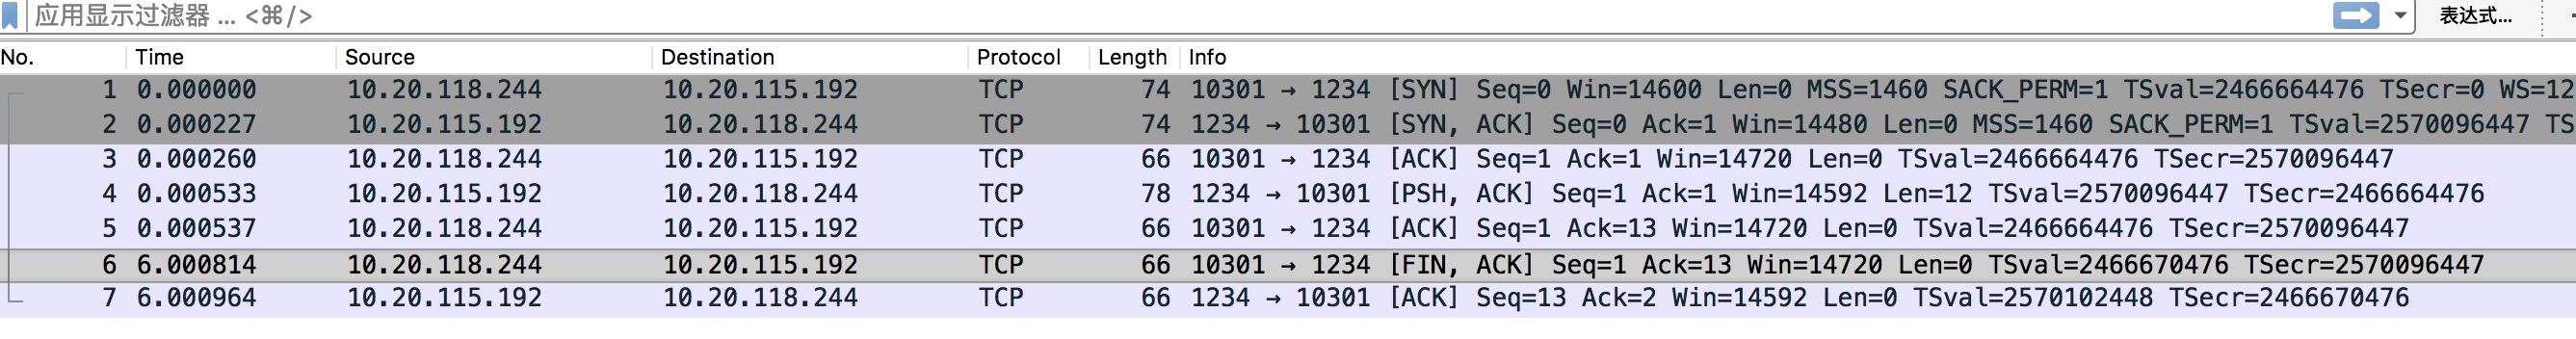 应用显示过滤器 ... <⌘/> 表达式...
No. Time Source Destination Protocol Length Info
1 0.000000 10.20.118.244 10.20.115.192 TCP 74 10301 → 1234 [SYN] Seq=0 Win=14600 Len=0 MSS=1460 SACK_PERM=1 TSval=2466664476 TSecr=0 WS=12
2 0.000227 10.20.115.192 10.20.118.244 TCP 74 1234 → 10301 [SYN, ACK] Seq=0 Ack=1 Win=14480 Len=0 MSS=1460 SACK_PERM=1 TSval=2570096447 TS
3 0.000260 10.20.118.244 10.20.115.192 TCP 66 10301 → 1234 [ACK] Seq=1 Ack=1 Win=14720 Len=0 TSval=2466664476 TSecr=2570096447
4 0.000533 10.20.115.192 10.20.118.244 TCP 78 1234 → 10301 [PSH, ACK] Seq=1 Ack=1 Win=14592 Len=12 TSval=2570096447 TSecr=2466664476
5 0.000537 10.20.118.244 10.20.115.192 TCP 66 10301 → 1234 [ACK] Seq=1 Ack=13 Win=14720 Len=0 TSval=2466664476 TSecr=2570096447
6 6.000814 10.20.118.244 10.20.115.192 TCP 66 10301 → 1234 [FIN, ACK] Seq=1 Ack=13 Win=14720 Len=0 TSval=2466670476 TSecr=2570096447
7 6.000964 10.20.115.192 10.20.118.244 TCP 66 1234 → 10301 [ACK] Seq=13 Ack=2 Win=14592 Len=0 TSval=2570102448 TSecr=2466670476